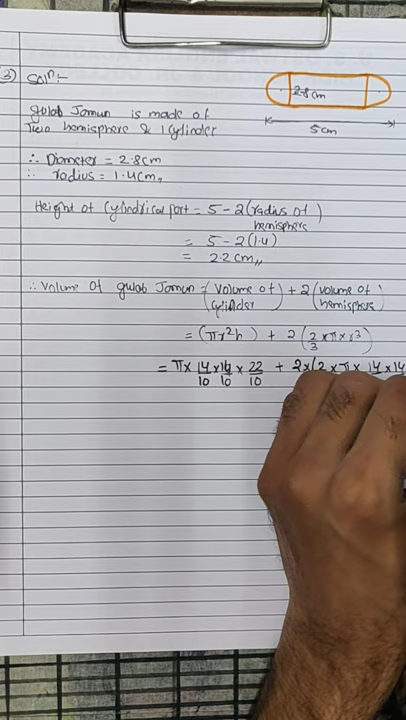 3) Solⁿ:-
2.8cm
5cm
gulab Jamun is made of
Two hemisphere & 1 Cylinder
∴ Diameter = 2.8cm
∴ radius = 1.4cm,,
Height of Cylindrical part = 5 - 2(radius of
hemisphere)
= 5 - 2(1.4)
= 2.2cm,,
∴ Volume of gulab Jamun = (Volume of cylinder) + 2(volume of hemisphere)
= (πr²h) + 2(2/3 × π × r³)
= π × 14/10 × 14/10 × 22/10 + 2×(2 × π × 14 × 14